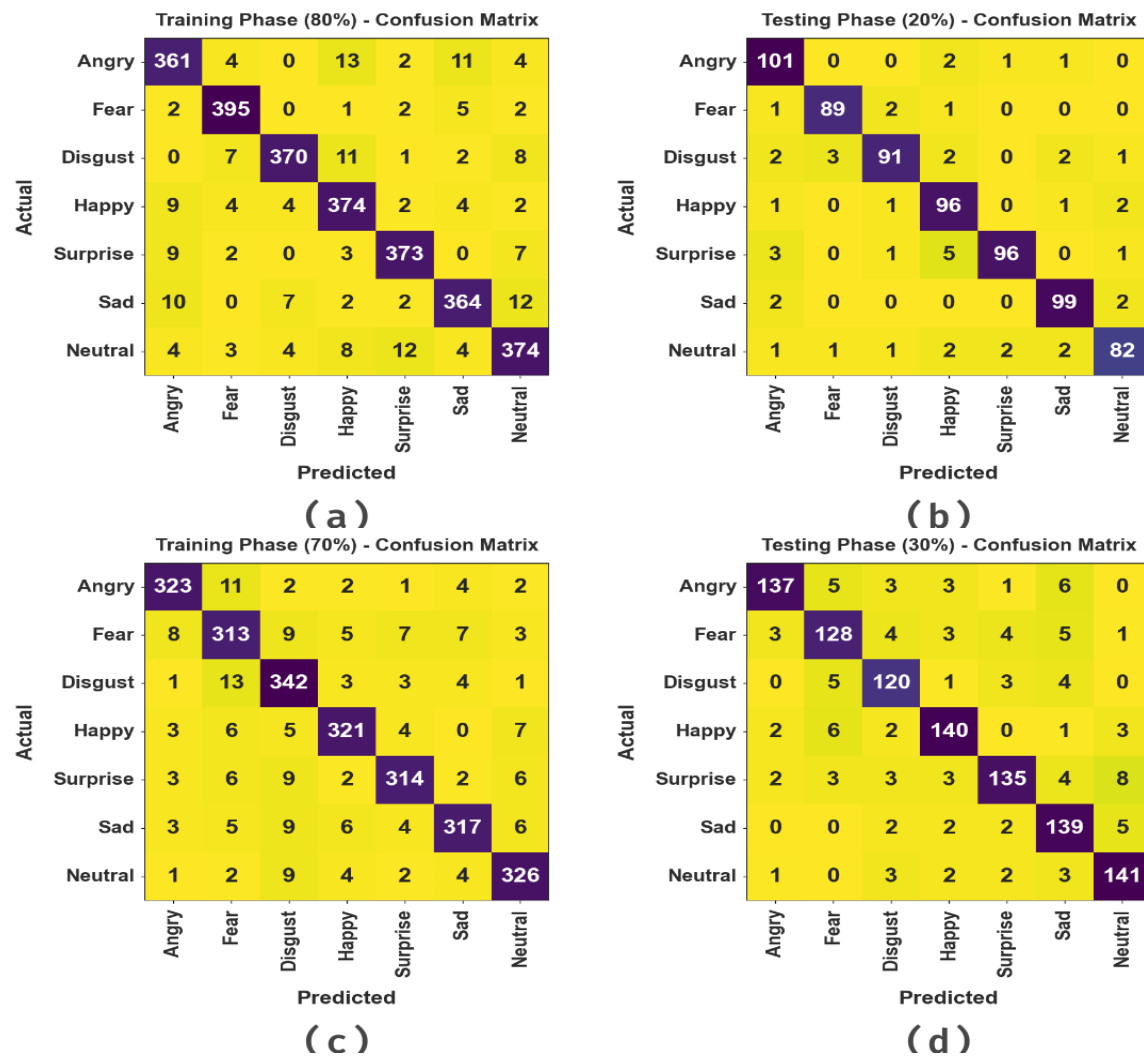 Training Phase (80%) - Confusion Matrix
Angry 361 4 0 13 2 11 4
Fear 2 395 0 1 2 5 2
Disgust 0 7 370 11 1 2 8
Happy 9 4 4 374 2 4 2
Surprise 9 2 0 3 373 0 7
Sad 10 0 7 2 2 364 12
Neutral 4 3 4 8 12 4 374
Actual
Angry Fear Disgust Happy Surprise Sad Neutral
Predicted
(a)
Testing Phase (20%) - Confusion Matrix
Angry 101 0 0 2 1 1 0
Fear 1 89 2 1 0 0 0
Disgust 2 3 91 2 0 2 1
Happy 1 0 1 96 0 1 2
Surprise 3 0 1 5 96 0 1
Sad 2 0 0 0 0 99 2
Neutral 1 1 1 2 2 2 82
Actual
Angry Fear Disgust Happy Surprise Sad Neutral
Predicted
(b)
Training Phase (70%) - Confusion Matrix
Angry 323 11 2 2 1 4 2
Fear 8 313 9 5 7 7 3
Disgust 1 13 342 3 3 4 1
Happy 3 6 5 321 4 0 7
Surprise 3 6 9 2 314 2 6
Sad 3 5 9 6 4 317 6
Neutral 1 2 9 4 2 4 326
Actual
Angry Fear Disgust Happy Surprise Sad Neutral
Predicted
(c)
Testing Phase (30%) - Confusion Matrix
Angry 137 5 3 3 1 6 0
Fear 3 128 4 3 4 5 1
Disgust 0 5 120 1 3 4 0
Happy 2 6 2 140 0 1 3
Surprise 2 3 3 3 135 4 8
Sad 0 0 2 2 2 139 5
Neutral 1 0 3 2 2 3 141
Actual
Angry Fear Disgust Happy Surprise Sad Neutral
Predicted
(d)